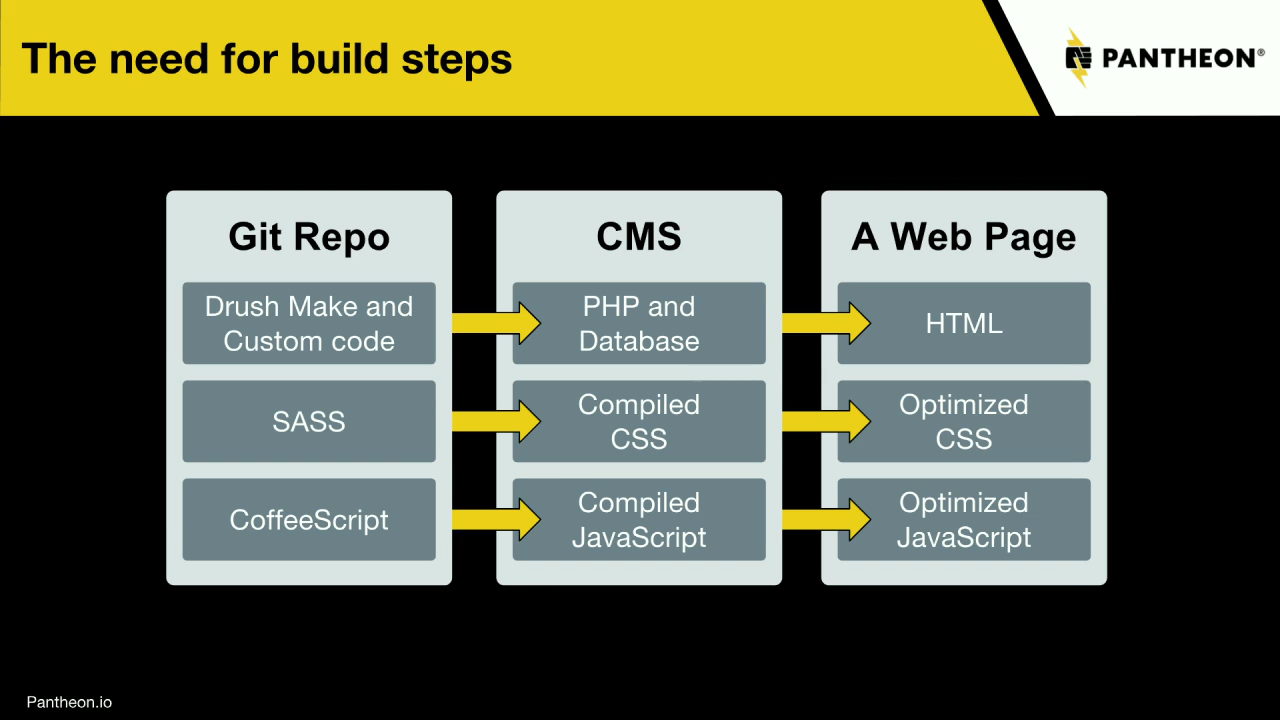 The need for build steps
PANTHEON®
Git Repo
Drush Make and
Custom code
SASS
CoffeeScript
CMS
PHP and
Database
Compiled
CSS
Compiled
JavaScript
A Web Page
HTML
Optimized
CSS
Optimized
JavaScript
Pantheon.io